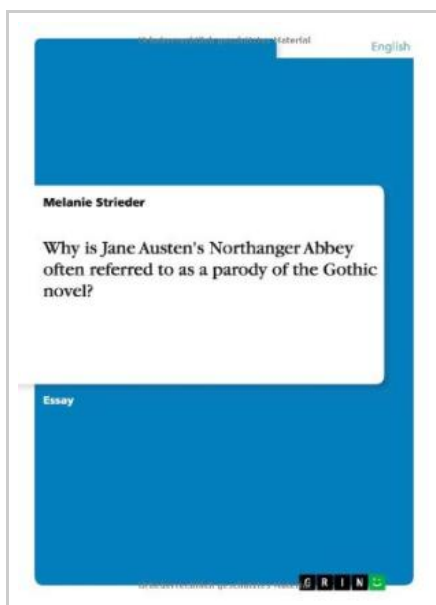 English
Melanie Strieder
Why is Jane Austen's Northanger Abbey
often referred to as a parody of the Gothic
novel?
Essay
GRIN